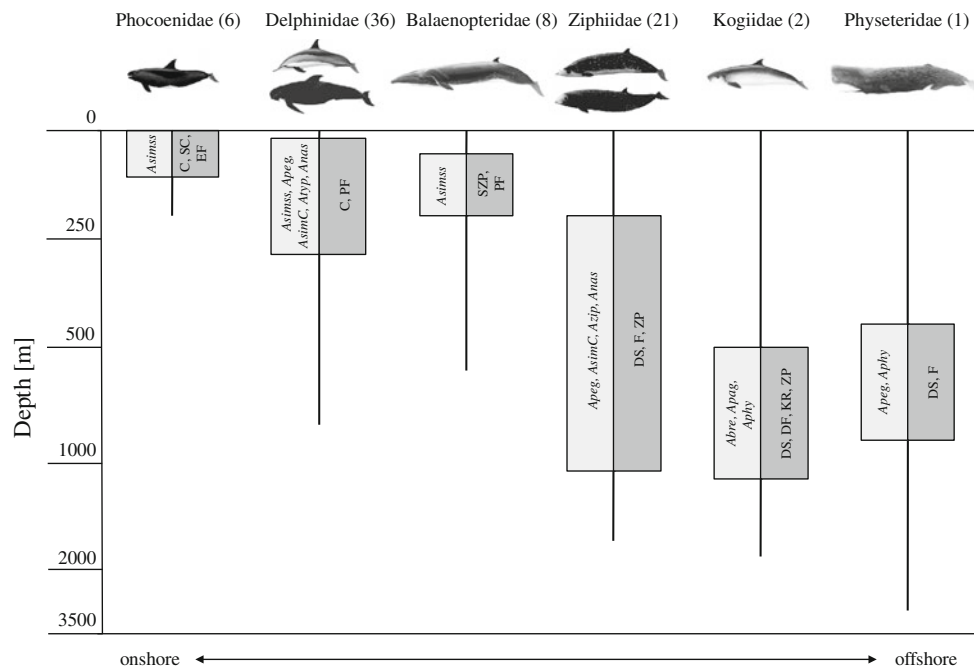 Phocoenidae (6) Delphinidae (36) Balaenopteridae (8) Ziphiidae (21) Kogiidae (2) Physeteridae (1)
0
250
500
1000
2000
3500
Depth [m]
Asimss
C, SC,
EF
Asimss, Apeg,
AsimC, Atyp, Anas
C, PF
Asimss
SZP,
PF
Apeg, AsimC, Azip, Anas
DS, F, ZP
Abre, Apag,
Aphy
DS, DF, KR, ZP
Apeg, Aphy
DS, F
onshore offshore